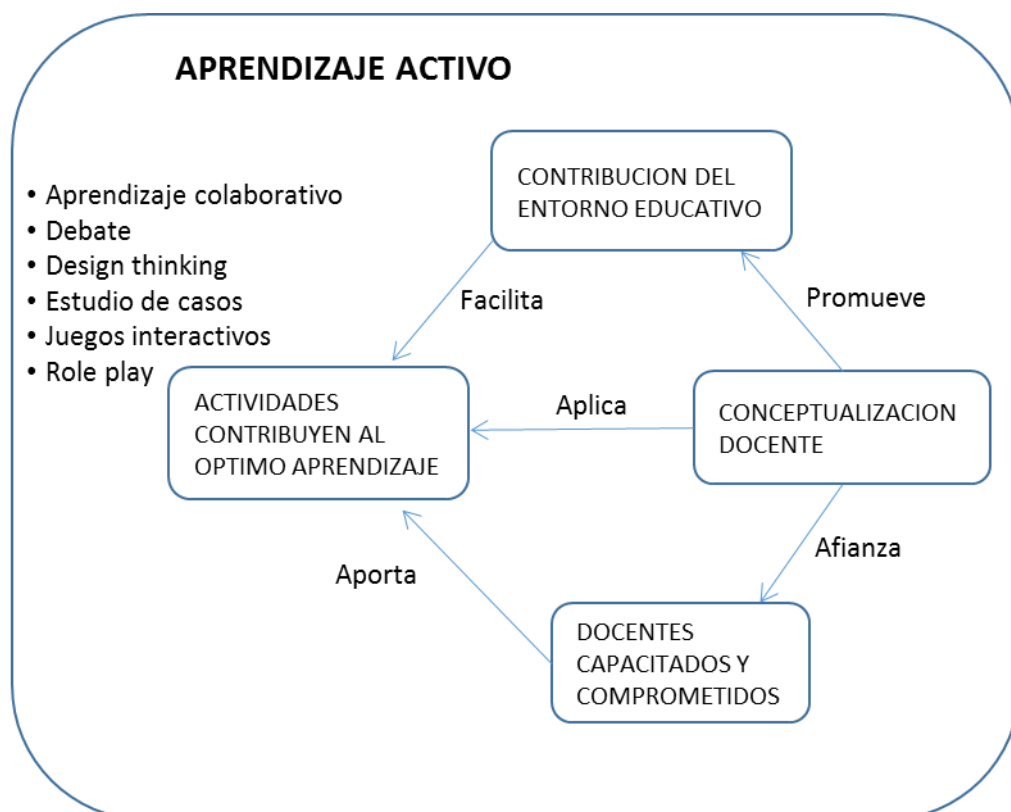 APRENDIZAJE ACTIVO
• Aprendizaje colaborativo
• Debate
• Design thinking
• Estudio de casos
• Juegos interactivos
• Role play
CONTRIBUCION DEL
ENTORNO EDUCATIVO
Facilita
Promueve
ACTIVIDADES
CONTRIBUYEN AL
OPTIMO APRENDIZAJE
Aplica
CONCEPTUALIZACION
DOCENTE
Aporta
Afianza
DOCENTES
CAPACITADOS Y
COMPROMETIDOS